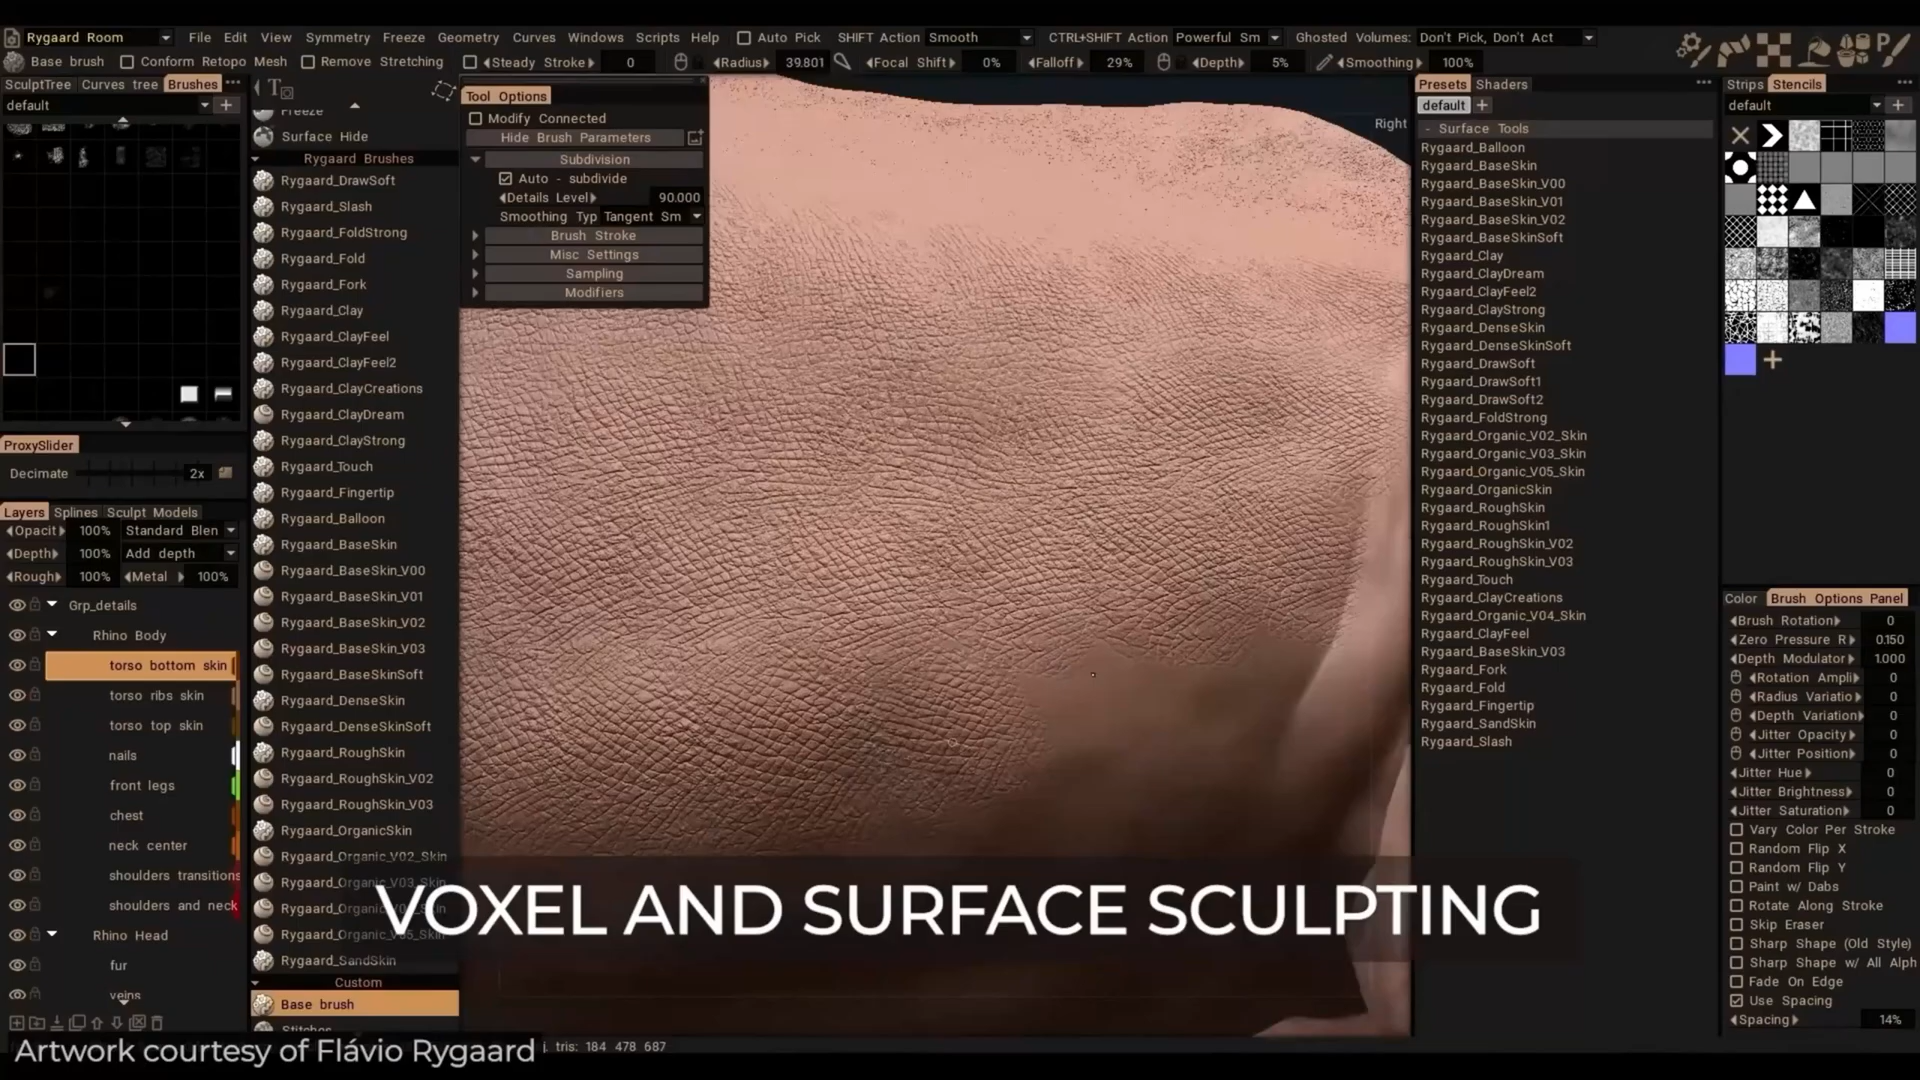 Rygaard Room File Edit View Symmetry Freeze Geometry Curves Windows Scripts Help Auto Pick SHIFT Action Smooth CTRL+SHIFT Action Powerful Sm Ghosted Volumes: Don't Pick, Don't Act
Base brush Conform Retopo Mesh Remove Stretching Steady Stroke 0 Radius 39.801 Focal Shift 0% Falloff 29% Depth 5% Smoothing 100%
SculptTree Curves tree Brushes
default
ProxySlider
Decimate 2x
Layers Splines Sculpt Models
Opacit 100% Standard Blen
Depth 100% Add depth
Rough 100% Metal 100%
Grp_details
Rhino Body
torso bottom skin
torso ribs skin
torso top skin
nails
front legs
chest
neck center
shoulders transitions
shoulders and neck
Rhino Head
fur
veins
Freeze
Surface Hide
Rygaard Brushes
Rygaard_DrawSoft
Rygaard_Slash
Rygaard_FoldStrong
Rygaard_Fold
Rygaard_Fork
Rygaard_Clay
Rygaard_ClayFeel
Rygaard_ClayFeel2
Rygaard_ClayCreations
Rygaard_ClayDream
Rygaard_ClayStrong
Rygaard_Touch
Rygaard_Fingertip
Rygaard_Balloon
Rygaard_BaseSkin
Rygaard_BaseSkin_V00
Rygaard_BaseSkin_V01
Rygaard_BaseSkin_V02
Rygaard_BaseSkin_V03
Rygaard_BaseSkinSoft
Rygaard_DenseSkin
Rygaard_DenseSkinSoft
Rygaard_RoughSkin
Rygaard_RoughSkin_V02
Rygaard_RoughSkin_V03
Rygaard_OrganicSkin
Rygaard_Organic_V02_Skin
Rygaard_Organic_V03_Skin
Rygaard_SandSkin
Custom
Base brush
Stitches
Tool Options
Modify Connected
Hide Brush Parameters
Subdivision
Auto - subdivide
Details Level 90.000
Smoothing Typ Tangent Sm
Brush Stroke
Misc Settings
Sampling
Modifiers
Right
Presets Shaders
default
- Surface Tools
Rygaard_Balloon
Rygaard_BaseSkin
Rygaard_BaseSkin_V00
Rygaard_BaseSkin_V01
Rygaard_BaseSkin_V02
Rygaard_BaseSkinSoft
Rygaard_Clay
Rygaard_ClayDream
Rygaard_ClayFeel2
Rygaard_ClayStrong
Rygaard_DenseSkin
Rygaard_DenseSkinSoft
Rygaard_DrawSoft
Rygaard_DrawSoft1
Rygaard_DrawSoft2
Rygaard_FoldStrong
Rygaard_Organic_V02_Skin
Rygaard_Organic_V03_Skin
Rygaard_Organic_V05_Skin
Rygaard_OrganicSkin
Rygaard_RoughSkin
Rygaard_RoughSkin1
Rygaard_RoughSkin_V02
Rygaard_RoughSkin_V03
Rygaard_Touch
Rygaard_ClayCreations
Rygaard_Organic_V04_Skin
Rygaard_ClayFeel
Rygaard_BaseSkin_V03
Rygaard_Fork
Rygaard_Fold
Rygaard_Fingertip
Rygaard_SandSkin
Rygaard_Slash
Strips Stencils
default
Color Brush Options Panel
Brush Rotation 0
Zero Pressure R 0.150
Depth Modulator 1.000
Rotation Ampli 0
Radius Variatio 0
Depth Variation 0
Jitter Opacity 0
Jitter Position 0
Jitter Hue 0
Jitter Brightness 0
Jitter Saturation 0
Vary Color Per Stroke
Random Flip X
Random Flip Y
Paint w/ Dabs
Rotate Along Stroke
Skip Eraser
Sharp Shape (Old Style)
Sharp Shape w/ All Alph
Fade On Edge
Use Spacing
Spacing 14%
VOXEL AND SURFACE SCULPTING
Artwork courtesy of Flávio Rygaard
tris: 184 478 687